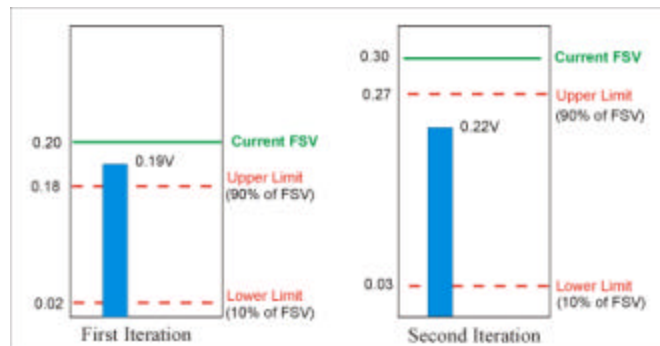 0.20
Current FSV
0.19V
0.18
Upper Limit
(90% of FSV)
0.02
Lower Limit
(10% of FSV)
First Iteration
0.30
Current FSV
0.27
Upper Limit
(90% of FSV)
0.22V
0.03
Lower Limit
(10% of FSV)
Second Iteration